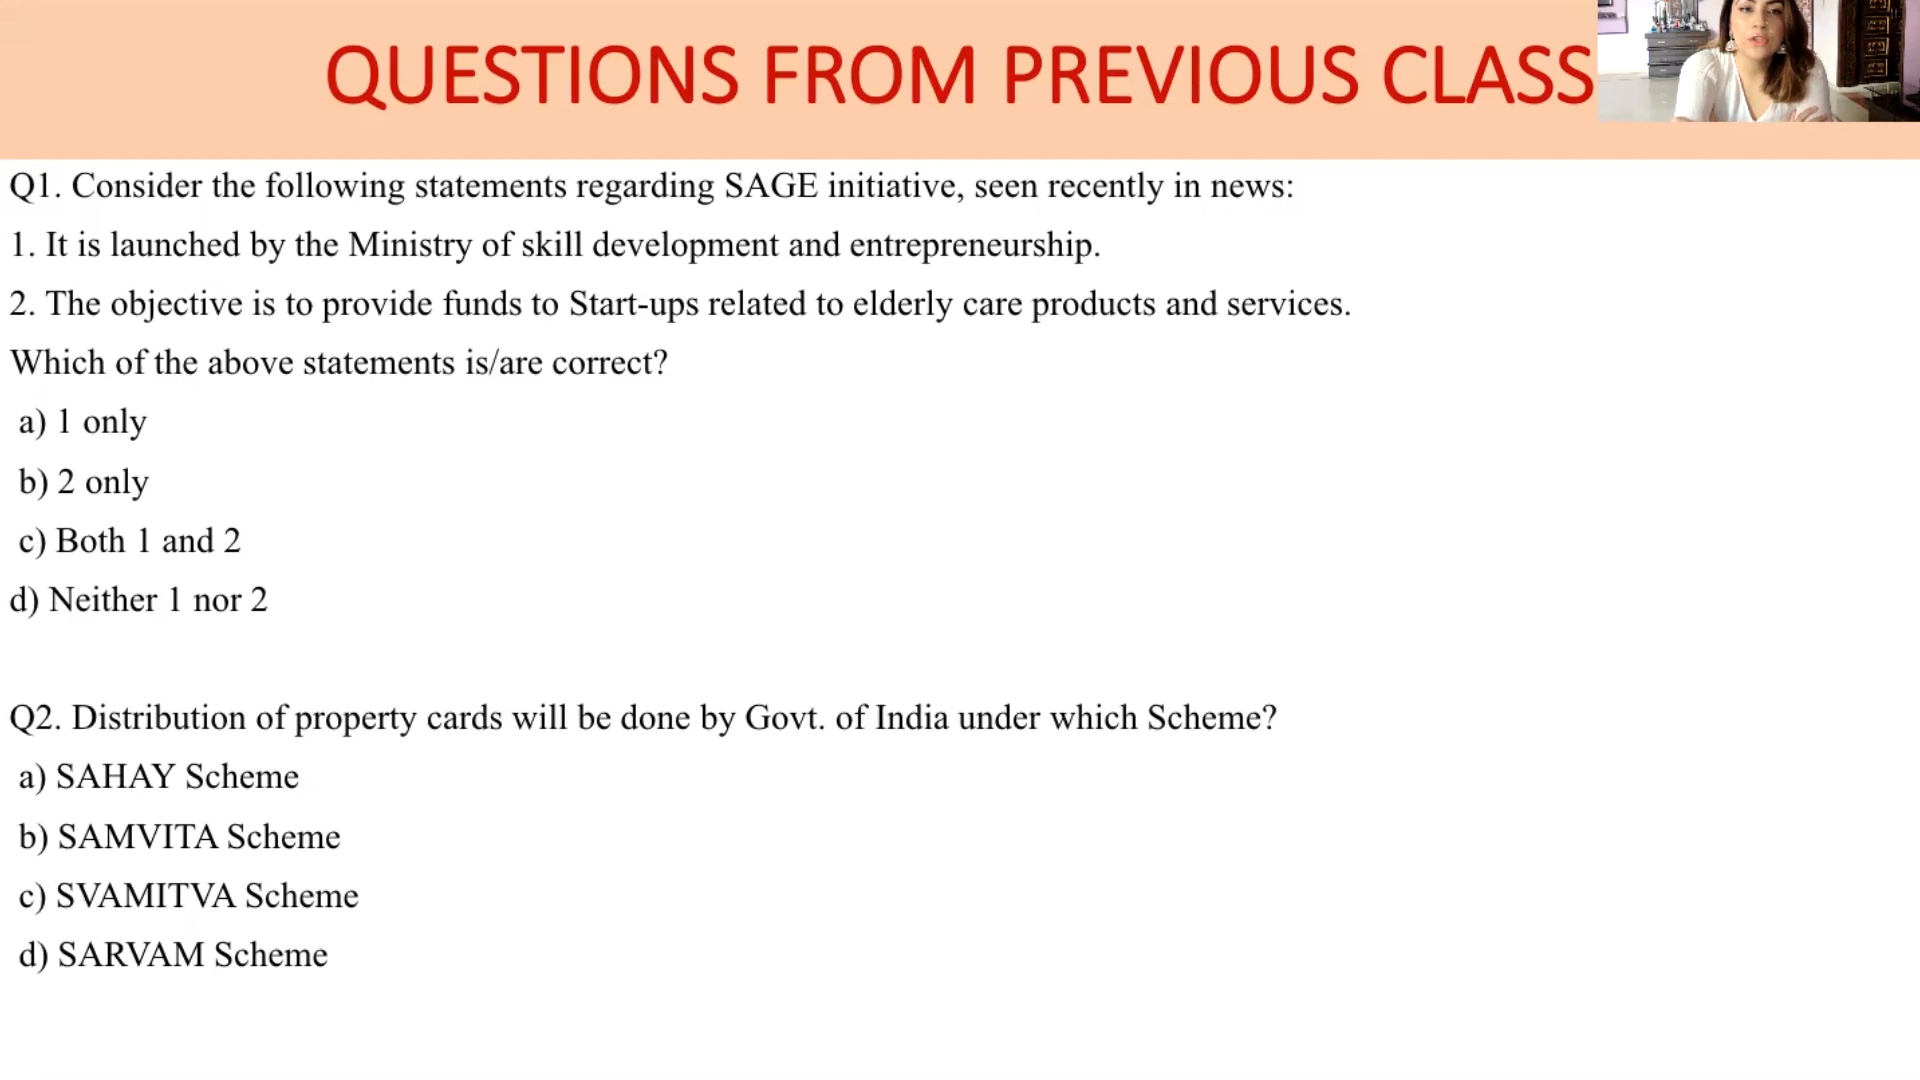 QUESTIONS FROM PREVIOUS CLASS
Q1. Consider the following statements regarding SAGE initiative, seen recently in news:
1. It is launched by the Ministry of skill development and entrepreneurship.
2. The objective is to provide funds to Start-ups related to elderly care products and services.
Which of the above statements is/are correct?
a) 1 only
b) 2 only
c) Both 1 and 2
d) Neither 1 nor 2
Q2. Distribution of property cards will be done by Govt. of India under which Scheme?
a) SAHAY Scheme
b) SAMVITA Scheme
c) SVAMITVA Scheme
d) SARVAM Scheme